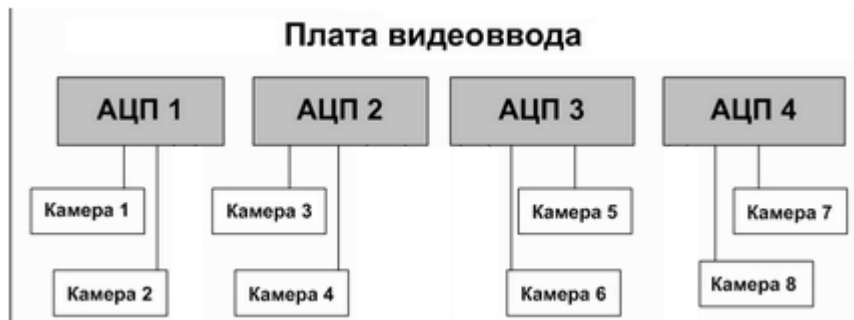 Плата видеоввода
АЦП 1
АЦП 2
АЦП 3
АЦП 4
Камера 1
Камера 3
Камера 5
Камера 7
Камера 2
Камера 4
Камера 6
Камера 8